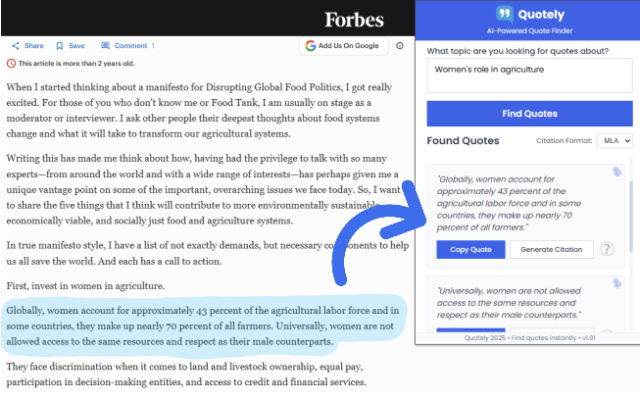 Forbes
Share
Save
Comment 1
Add Us On Google
This article is more than 2 years old.
When I started thinking about a manifesto for Disrupting Global Food Politics, I got really
excited. For those of you who don't know me or Food Tank, I am usually on stage as a
moderator or interviewer. I ask other people their deepest thoughts about food systems
change and what it will take to transform our agricultural systems.
Writing this has made me think about how, having had the privilege to talk with so many
experts—from around the world and with a wide range of interests—has perhaps given me a
unique vantage point on some of the important, overarching issues we face today. So, I want
to share the five things that I think will contribute to more environmentally sustainable,
economically viable, and socially just food and agriculture systems.
In true manifesto style, I have a list of not exactly demands, but necessary components to help
us all save the world. And each has a call to action.
First, invest in women in agriculture.
Globally, women account for approximately 43 percent of the agricultural labor force and in
some countries, they make up nearly 70 percent of all farmers. Universally, women are not
allowed access to the same resources and respect as their male counterparts.
They face discrimination when it comes to land and livestock ownership, equal pay,
participation in decision-making entities, and access to credit and financial services.
Quotely
AI-Powered Quote Finder
What topic are you looking for quotes about?
Women's role in agriculture
Find Quotes
Found Quotes
Citation Format:
MLA
"Globally, women account for
approximately 43 percent of the
agricultural labor force and in some
countries, they make up nearly 70
percent of all farmers."
Copy Quote
Generate Citation
?
"Universally, women are not allowed
access to the same resources and
respect as their male counterparts."
Quotely 2025 • Find quotes instantly • v1.01